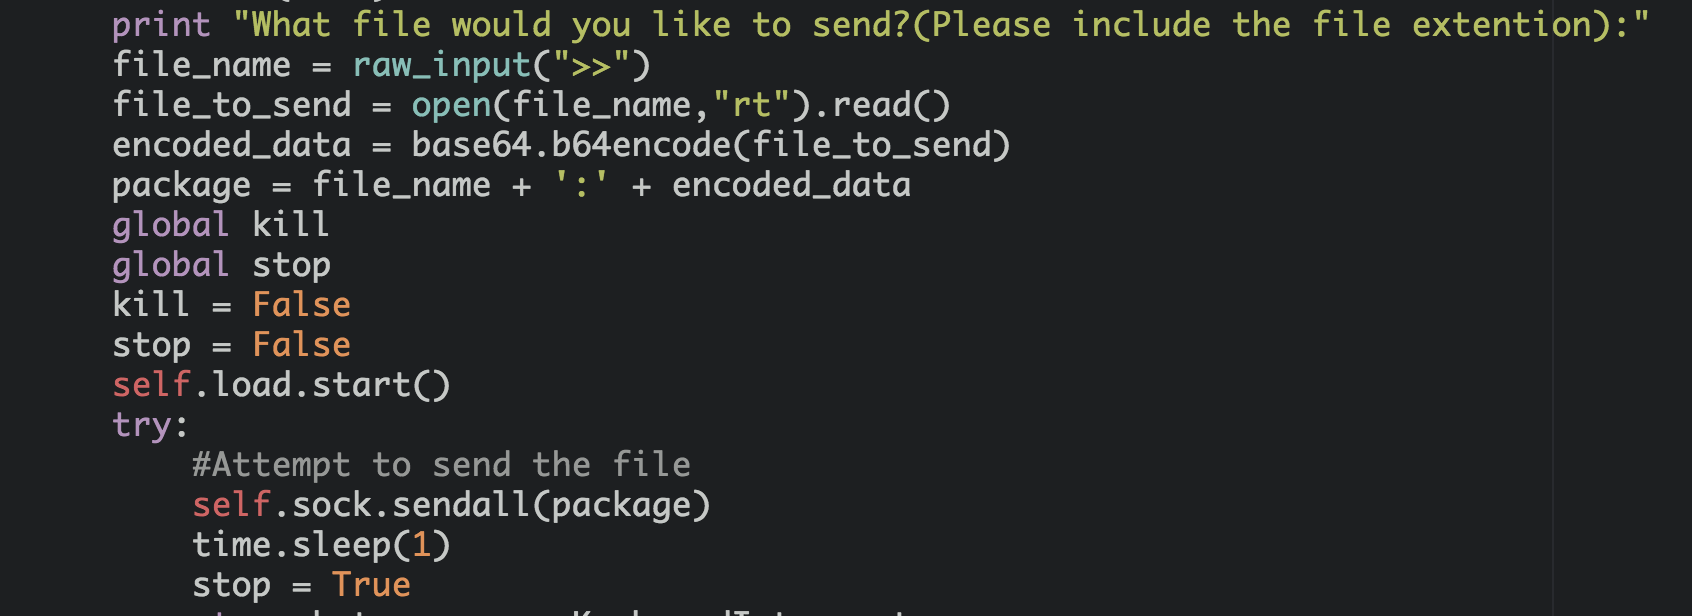 print "What file would you like to send?(Please include the file extention):"
file_name = raw_input(">>")
file_to_send = open(file_name,"rt").read()
encoded_data = base64.b64encode(file_to_send)
package = file_name + ':' + encoded_data
global kill
global stop
kill = False
stop = False
self.load.start()
try:
    #Attempt to send the file
    self.sock.sendall(package)
    time.sleep(1)
    stop = True